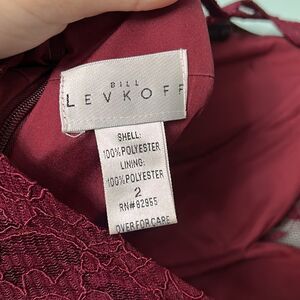 BILL
LEVKOFF
SHELL:
100%POLYESTER
LINING:
100%POLYESTER
2
RN#82955
OVER FOR CARE